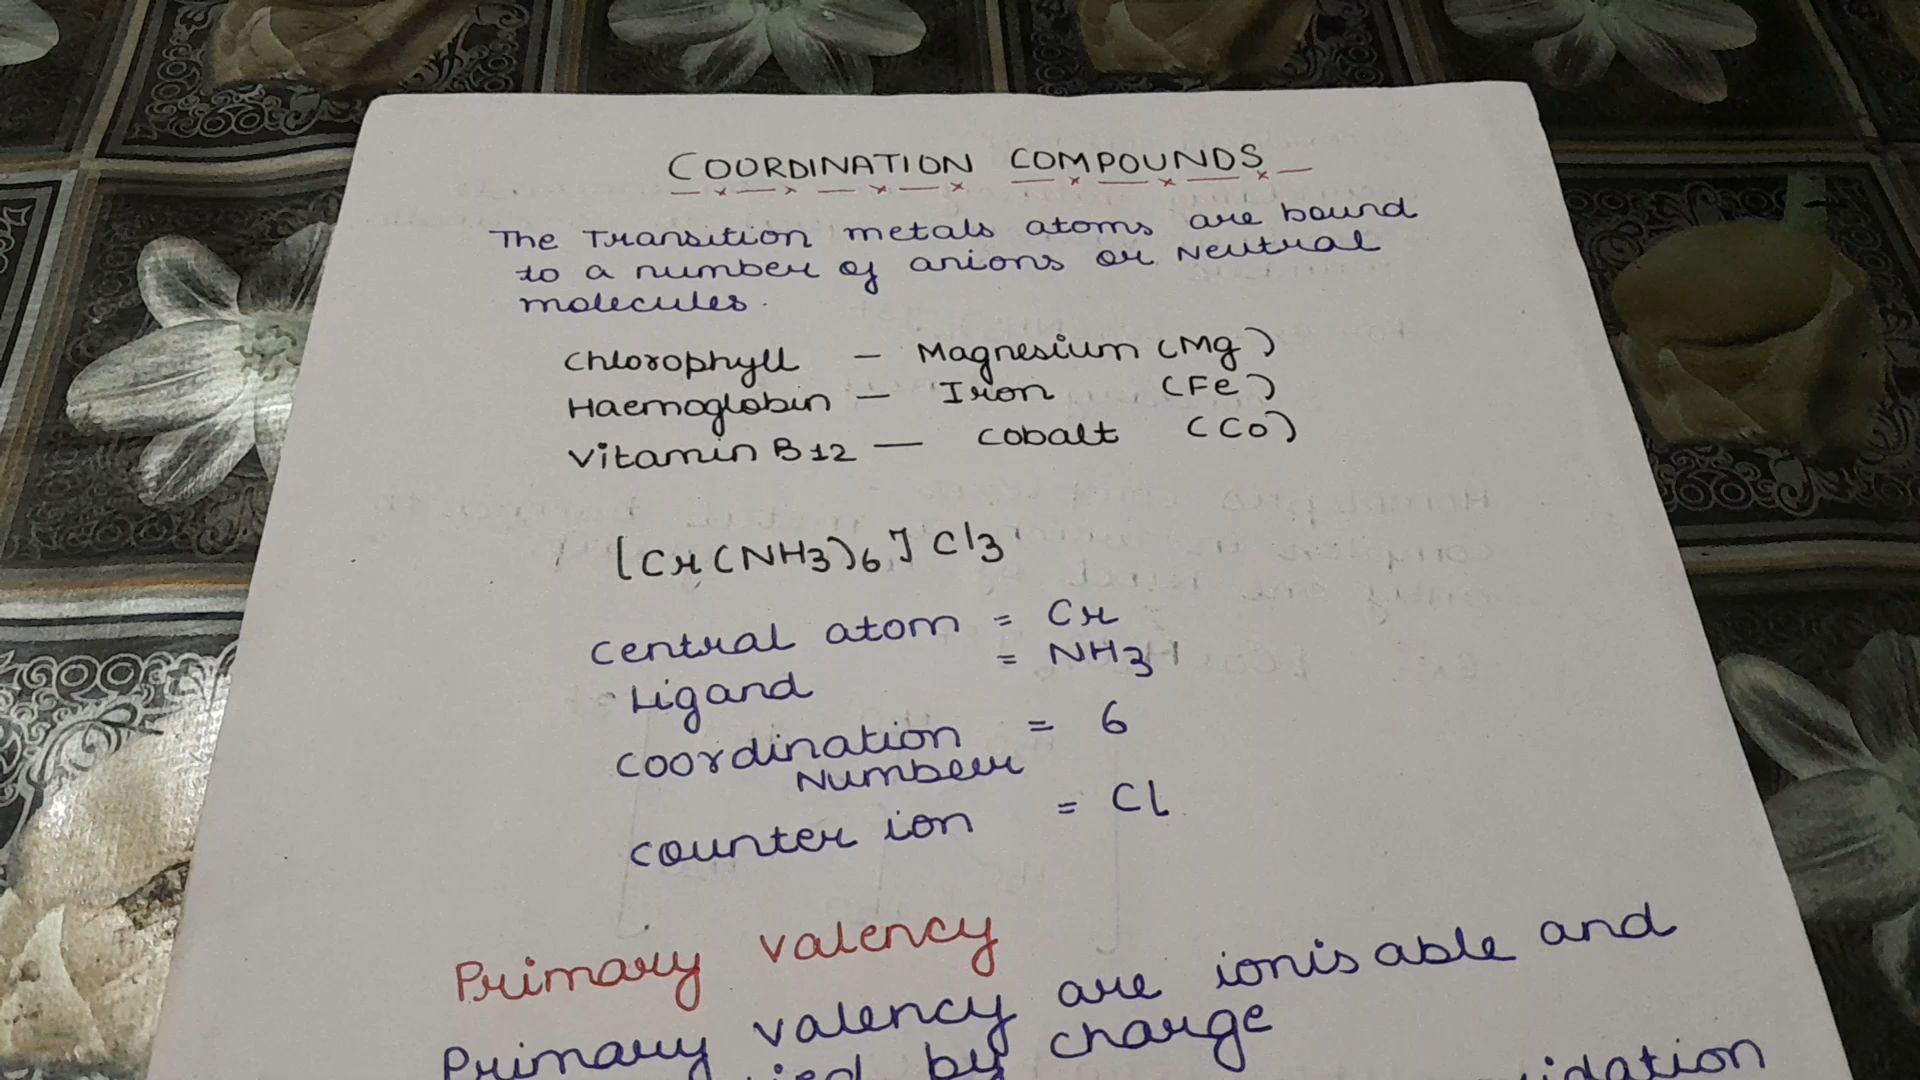 COORDINATION COMPOUNDS
The Transition metals atoms are bound
to a number of anions or Neutral
molecules.
Chlorophyll - Magnesium (Mg)
Haemoglobin - Iron (Fe)
Vitamin B12 - Cobalt (Co)
[Cr(NH3)6]Cl3
central atom = Cr
Ligand = NH3
coordination = 6
Number
counter ion = Cl
Primary valency
Primary valency are ionisable and
by charge